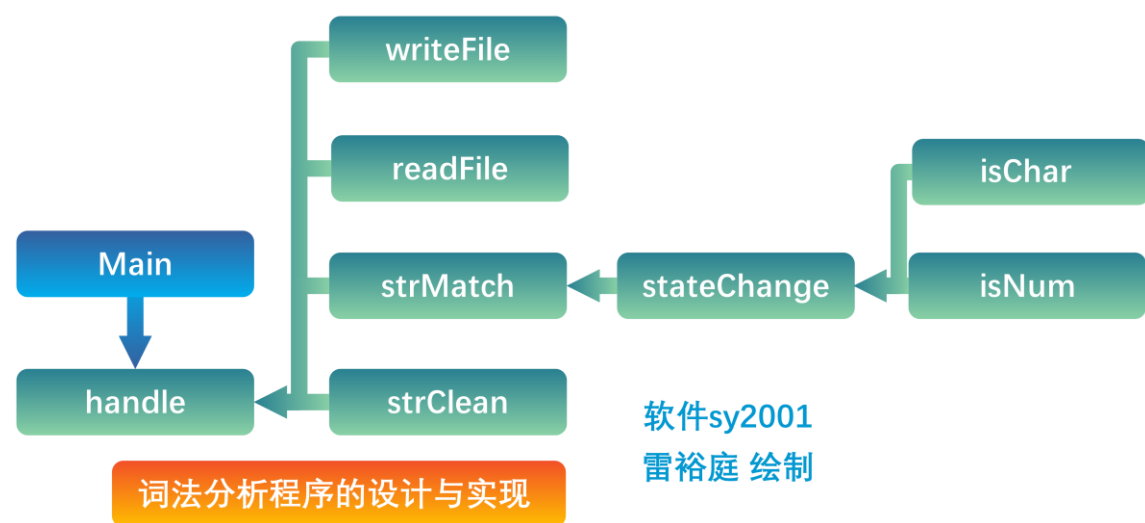 writeFile
readFile
isChar
Main
strMatch
stateChange
isNum
handle
strClean
软件sy2001
雷裕庭 绘制
词法分析程序的设计与实现